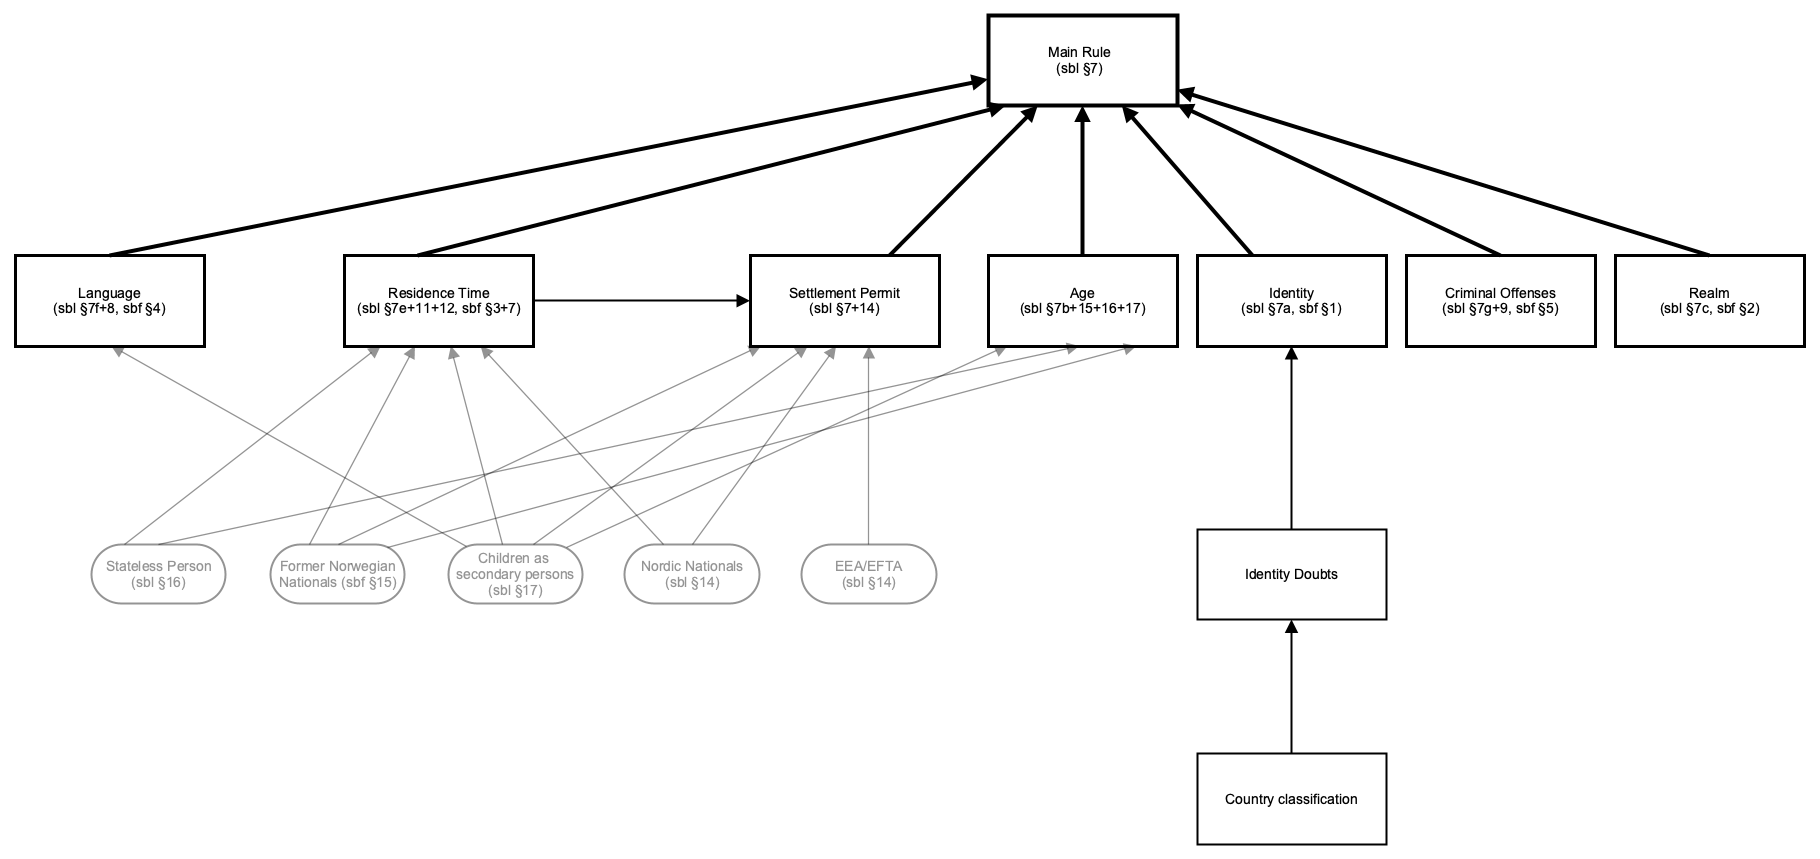 Main Rule
(sbl §7)
Language
(sbl §7f+8, sbf §4)
Residence Time
(sbl §7e+11+12, sbf §3+7)
Settlement Permit
(sbl §7+14)
Age
(sbl §7b+15+16+17)
Identity
(sbl §7a, sbf §1)
Criminal Offenses
(sbl §7g+9, sbf §5)
Realm
(sbl §7c, sbf §2)
Stateless Person
(sbl §16)
Former Norwegian
Nationals (sbf §15)
Children as
secondary persons
(sbl §17)
Nordic Nationals
(sbl §14)
EEA/EFTA
(sbl §14)
Identity Doubts
Country classification